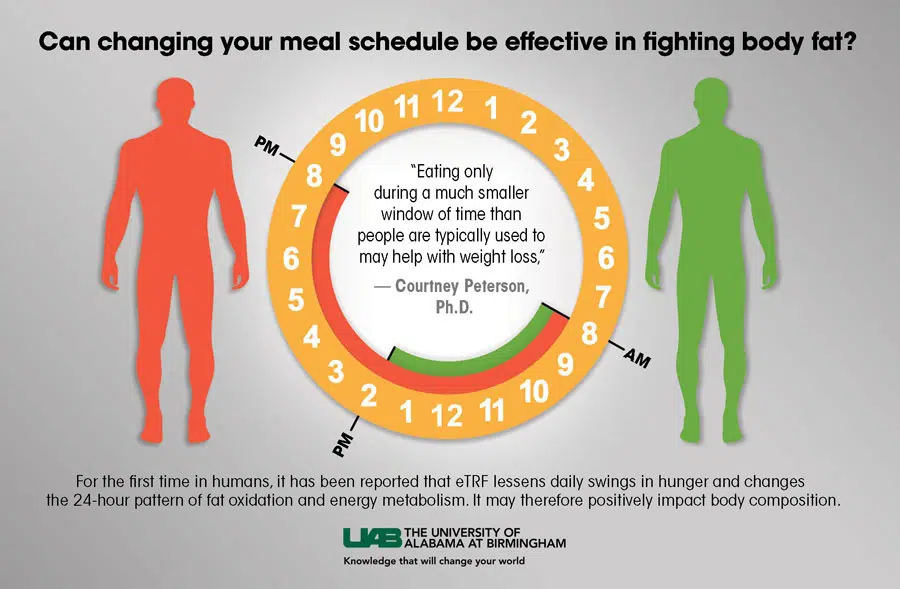 Can changing your meal schedule be effective in fighting body fat?
12
1
2
3
4
5
6
7
8
AM
9
10
11
12
1
2
PM
3
4
5
6
7
8
PM
9
10
11
“Eating only
during a much smaller
window of time than
people are typically used to
may help with weight loss,”
— Courtney Peterson,
Ph.D.
For the first time in humans, it has been reported that eTRF lessens daily swings in hunger and changes
the 24-hour pattern of fat oxidation and energy metabolism. It may therefore positively impact body composition.
UAB THE UNIVERSITY OF
ALABAMA AT BIRMINGHAM
Knowledge that will change your world